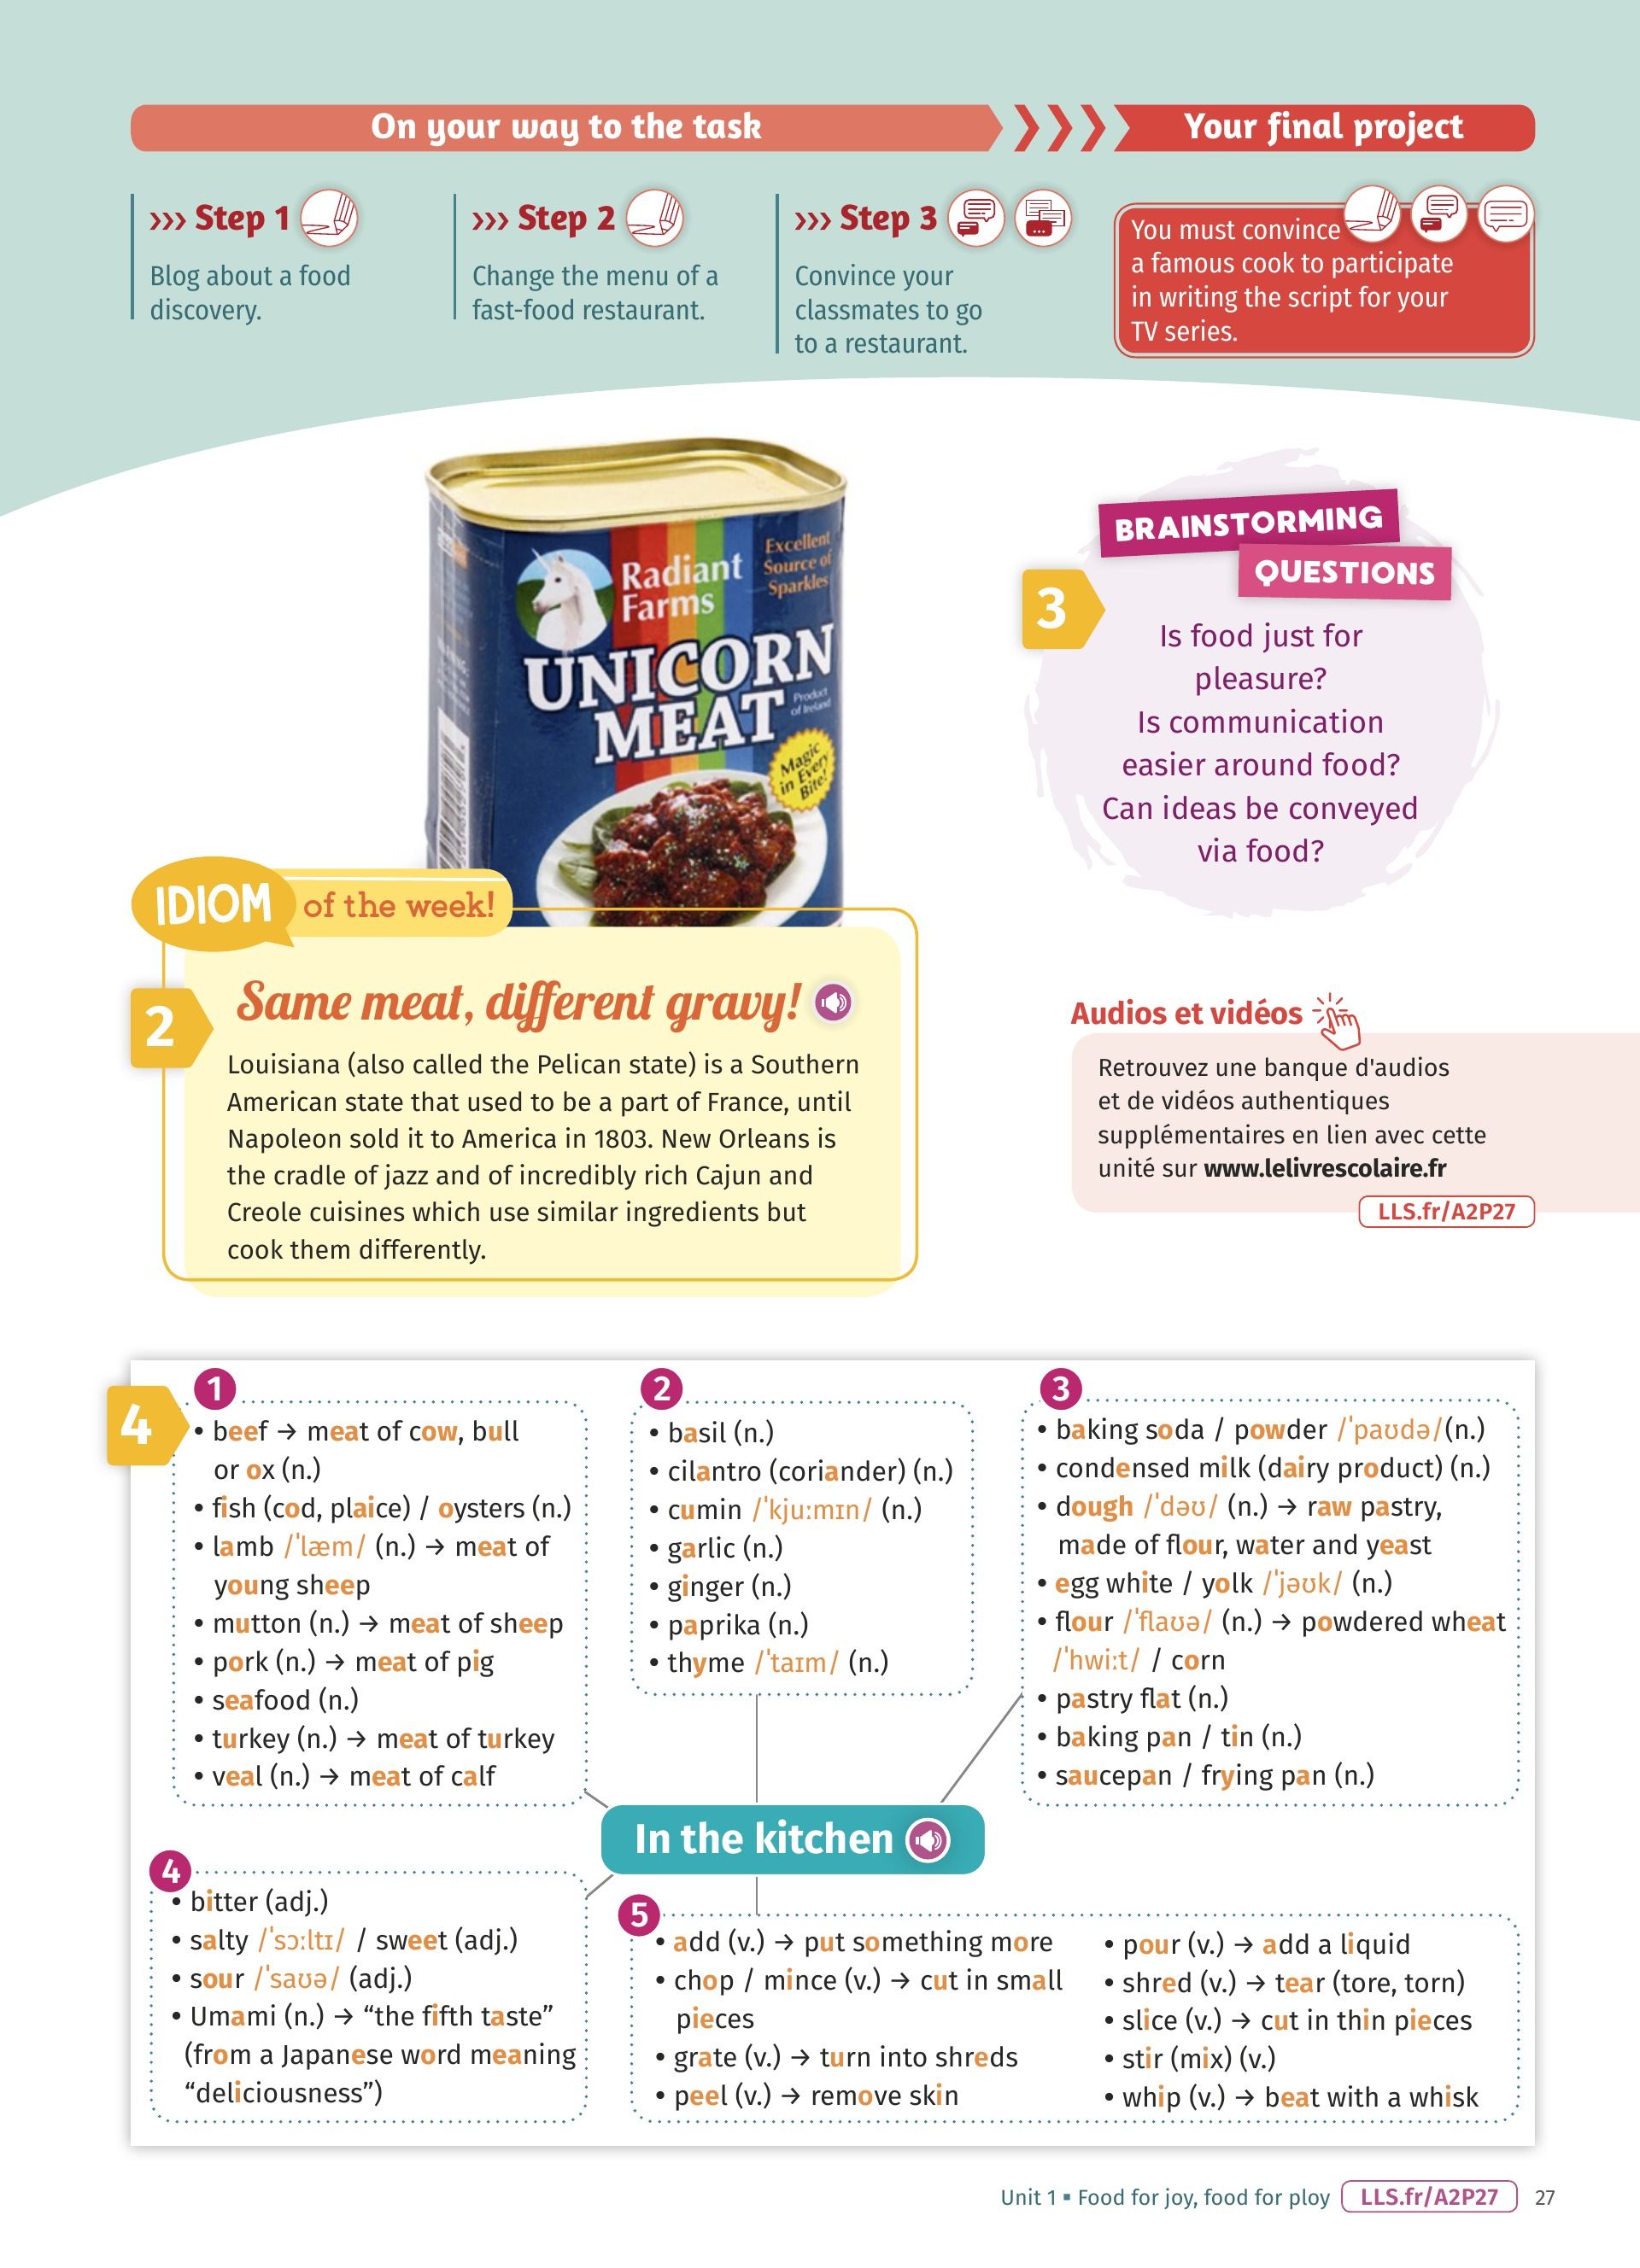 On your way to the task
Your final project
››› Step 1
Blog about a food
discovery.
››› Step 2
Change the menu of a
fast-food restaurant.
››› Step 3
Convince your
classmates to go
to a restaurant.
You must convince
a famous cook to participate
in writing the script for your
TV series.
Radiant
Farms
Excellent
Source of
Sparkles
UNICORN
MEAT
Product
of Ireland
Magic
in Every
Bite!
BRAINSTORMING
QUESTIONS
3
Is food just for
pleasure?
Is communication
easier around food?
Can ideas be conveyed
via food?
IDIOM of the week!
2
Same meat, different gravy!
Louisiana (also called the Pelican state) is a Southern
American state that used to be a part of France, until
Napoleon sold it to America in 1803. New Orleans is
the cradle of jazz and of incredibly rich Cajun and
Creole cuisines which use similar ingredients but
cook them differently.
Audios et vidéos
Retrouvez une banque d'audios
et de vidéos authentiques
supplémentaires en lien avec cette
unité sur www.lelivrescolaire.fr
LLS.fr/A2P27
4
1
• beef → meat of cow, bull
or ox (n.)
• fish (cod, plaice) / oysters (n.)
• lamb /ˈlæm/ (n.) → meat of
young sheep
• mutton (n.) → meat of sheep
• pork (n.) → meat of pig
• seafood (n.)
• turkey (n.) → meat of turkey
• veal (n.) → meat of calf
2
• basil (n.)
• cilantro (coriander) (n.)
• cumin /ˈkjuːmɪn/ (n.)
• garlic (n.)
• ginger (n.)
• paprika (n.)
• thyme /ˈtaɪm/ (n.)
3
• baking soda / powder /ˈpaʊdə/(n.)
• condensed milk (dairy product) (n.)
• dough /ˈdəʊ/ (n.) → raw pastry,
made of flour, water and yeast
• egg white / yolk /ˈjəʊk/ (n.)
• flour /ˈflaʊə/ (n.) → powdered wheat
/ˈhwiːt/ / corn
• pastry flat (n.)
• baking pan / tin (n.)
• saucepan / frying pan (n.)
In the kitchen
4
• bitter (adj.)
• salty /ˈsɔːltɪ/ / sweet (adj.)
• sour /ˈsaʊə/ (adj.)
• Umami (n.) → “the fifth taste”
(from a Japanese word meaning
“deliciousness”)
5
• add (v.) → put something more
• chop / mince (v.) → cut in small
pieces
• grate (v.) → turn into shreds
• peel (v.) → remove skin
• pour (v.) → add a liquid
• shred (v.) → tear (tore, torn)
• slice (v.) → cut in thin pieces
• stir (mix) (v.)
• whip (v.) → beat with a whisk
Unit 1 ▪ Food for joy, food for ploy LLS.fr/A2P27 27